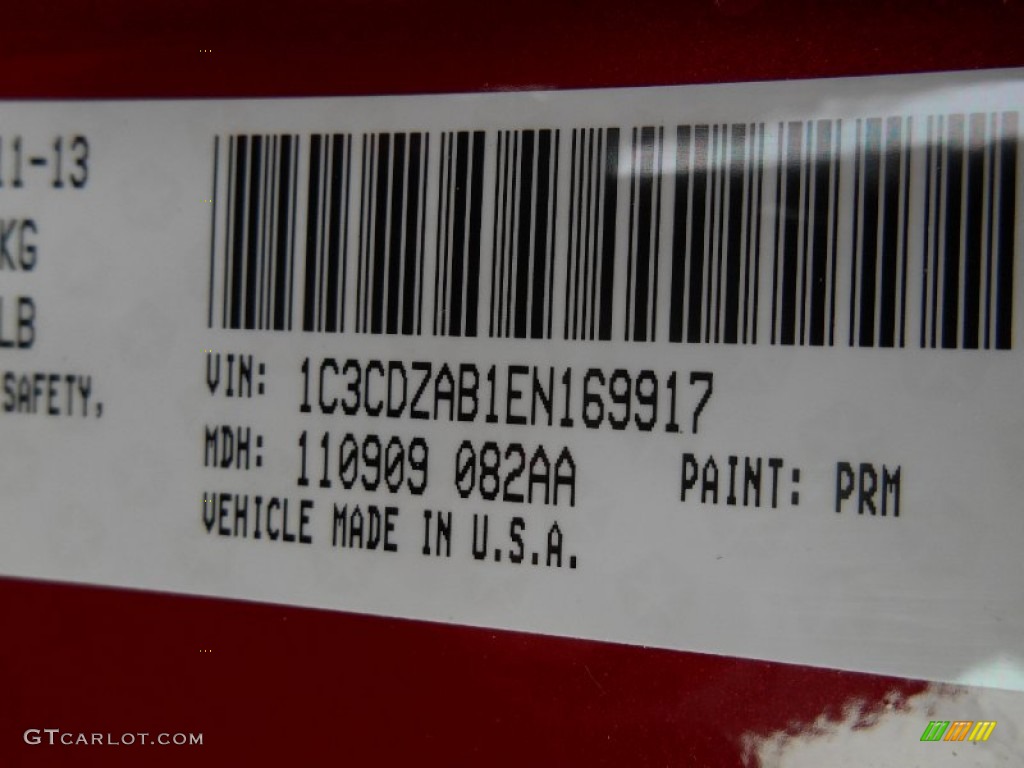 11-13
KG
LB
SAFETY,
VIN: 1C3CDZAB1EN169917
MDH: 110909 082AA PAINT: PRM
VEHICLE MADE IN U.S.A.
GTCARLOT.COM